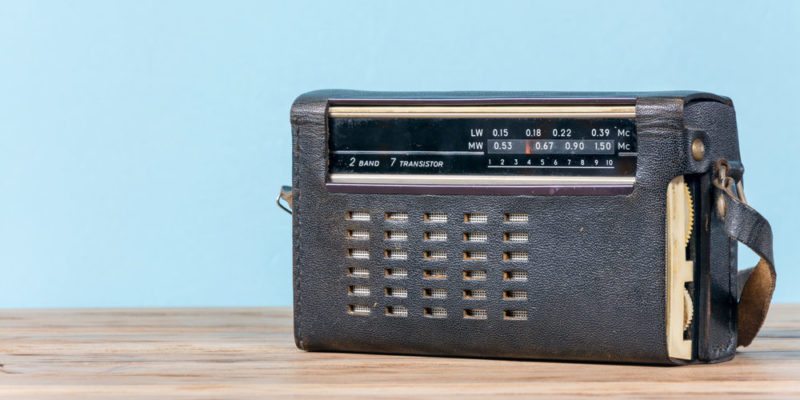 LW 0.15 0.18 0.22 0.39 Mc
MW 0.53 0.67 0.90 1.50 Mc
2 BAND 7 TRANSISTOR
1 2 3 4 5 6 7 8 9 10